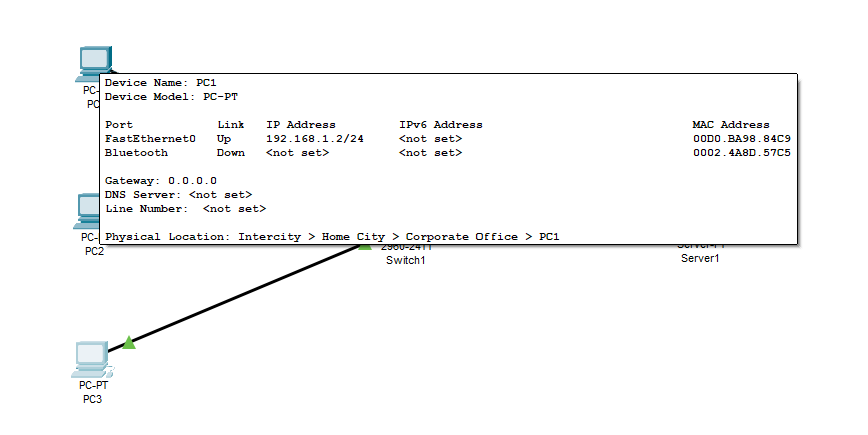 Device Name: PC1
Device Model: PC-PT
Port Link IP Address IPv6 Address MAC Address
FastEthernet0 Up 192.168.1.2/24 <not set> 00D0.BA98.84C9
Bluetooth Down <not set> <not set> 0002.4A8D.57C5
Gateway: 0.0.0.0
DNS Server: <not set>
Line Number: <not set>
Physical Location: Intercity > Home City > Corporate Office > PC1
PC2
Switch1
Server1
PC-PT
PC3